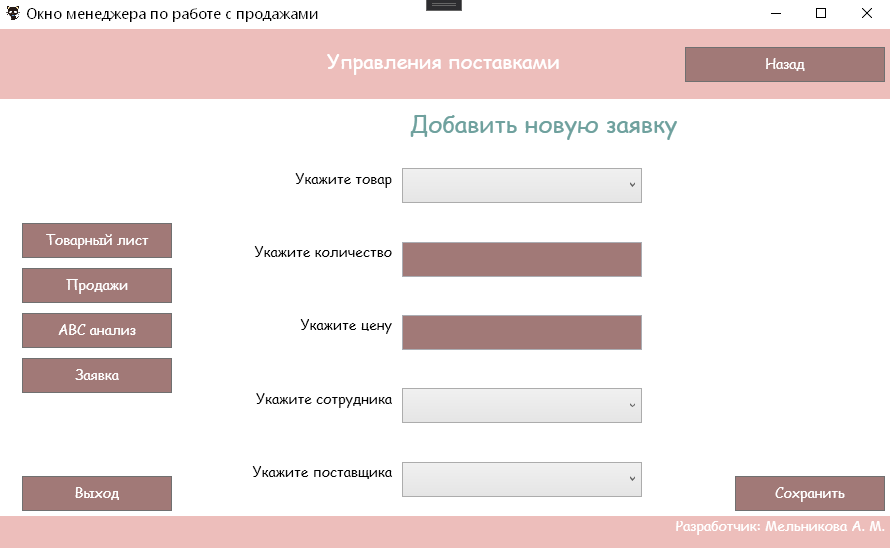 Окно менеджера по работе с продажами
Управления поставками
Назад
Добавить новую заявку
Укажите товар
Товарный лист
Укажите количество
Продажи
Укажите цену
ABC анализ
Заявка
Укажите сотрудника
Укажите поставщика
Выход
Сохранить
Разработчик: Мельникова А. М.